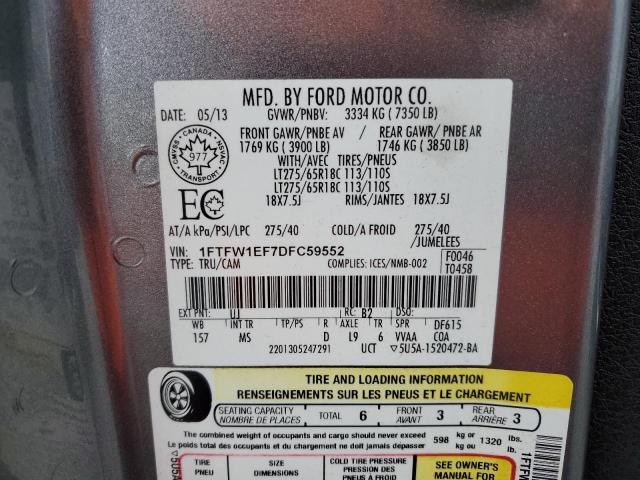 MFD. BY FORD MOTOR CO.
DATE: 05/13 GVWR/PNBV: 3334 KG ( 7350 LB)
FRONT GAWR/PNBE AV REAR GAWR/ PNBE AR
1769 KG ( 3900 LB) 1746 KG ( 3850 LB)
WITH/AVEC TIRES/PNEUS
LT275/65R18C 113/110S
LT275/65R18C 113/110S
18X7.5J RIMS/JANTES 18X7.5J
CMVSS CANADA NSVAC
977
TRANSPORT
EC
AT/A kPa/PSI/LPC 275/40 COLD/A FROID 275/40
/JUMELEES
VIN: 1FTFW1EF7DFC59552 F0046
TYPE: TRU/CAM COMPLIES: ICES/NMB-002 T0458
EXT PNT: UJ RC: B2 DSO:
WB INT TR TP/PS R AXLE TR SPR DF615
157 MS D L9 6 VVAA COA
2201305247291 UCT ▽5U5A-1520472-BA
TIRE AND LOADING INFORMATION
RENSEIGNEMENTS SUR LES PNEUS ET LE CHARGEMENT
SEATING CAPACITY TOTAL 6 FRONT 3 REAR 3
NOMBRE DE PLACES AVANT ARRIÈRE
The combined weight of occupants and cargo should never exceed 598 kg or 1320 lbs.
Le poids total des occupants et du chargement ne doit jamais dépasser kg ou lb.
TIRE SIZE COLD TIRE PRESSURE SEE OWNER'S
PNEU DIMENSIONS PRESSION DES MANUAL FOR
PNEUS À FROID
▽5U5A
1FTFW